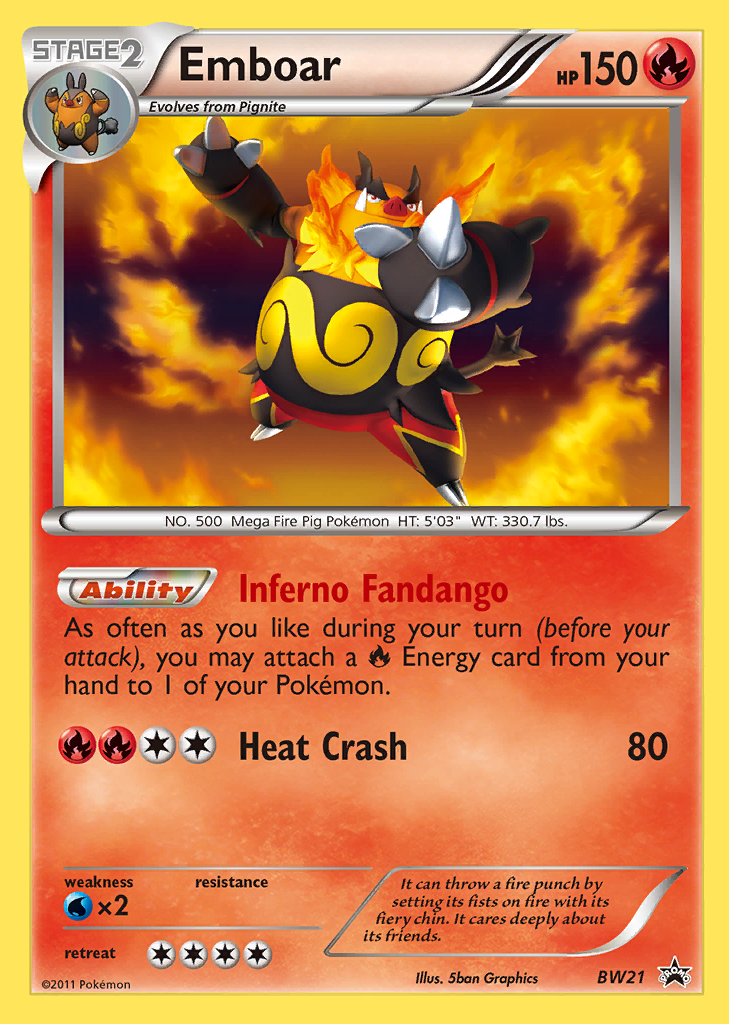 STAGE2
Emboar
HP150
Evolves from Pignite
NO. 500 Mega Fire Pig Pokémon HT: 5'03" WT: 330.7 lbs.
Ability Inferno Fandango
As often as you like during your turn (before your
attack), you may attach a Energy card from your
hand to 1 of your Pokémon.
Heat Crash 80
weakness resistance
×2
retreat
It can throw a fire punch by
setting its fists on fire with its
fiery chin. It cares deeply about
its friends.
©2011 Pokémon Illus. 5ban Graphics BW21 PROMO